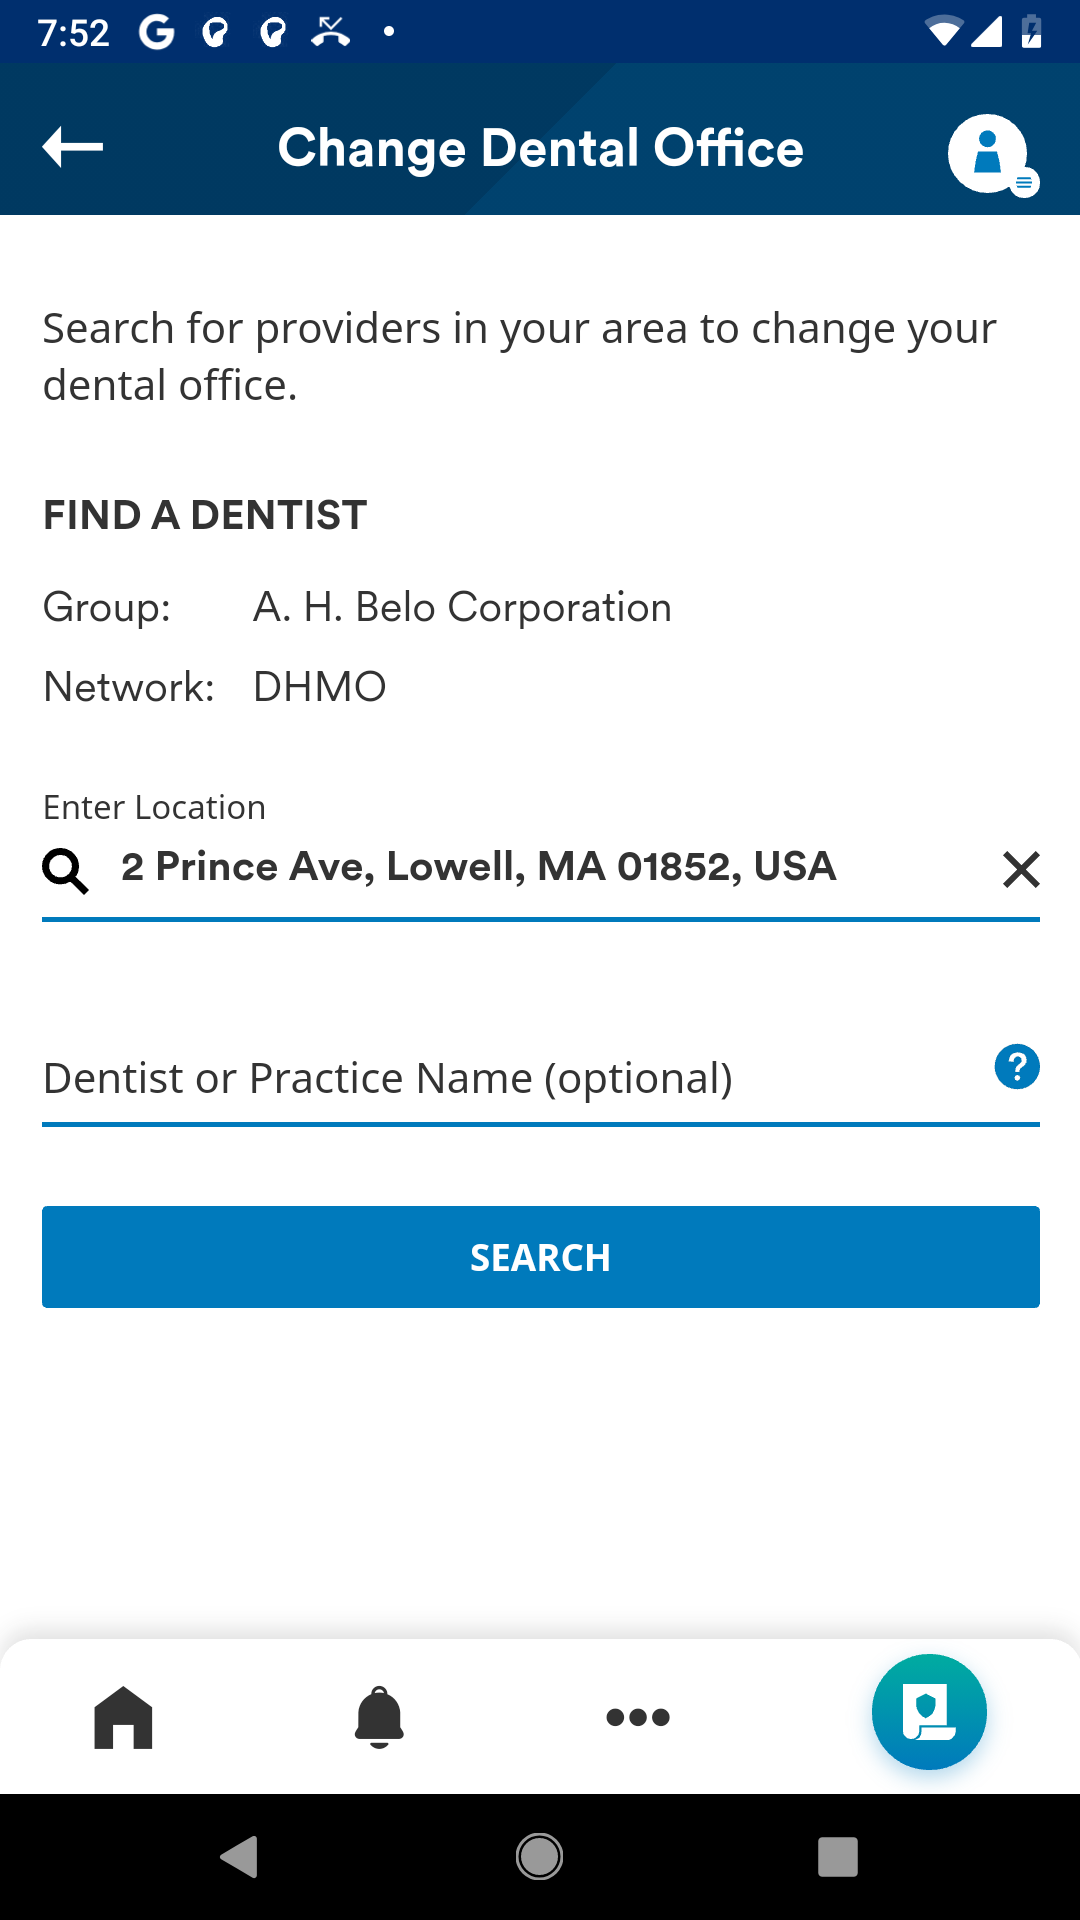 7:52
Change Dental Office
Search for providers in your area to change your
dental office.
FIND A DENTIST
Group: A. H. Belo Corporation
Network: DHMO
Enter Location
2 Prince Ave, Lowell, MA 01852, USA
Dentist or Practice Name (optional)
?
SEARCH